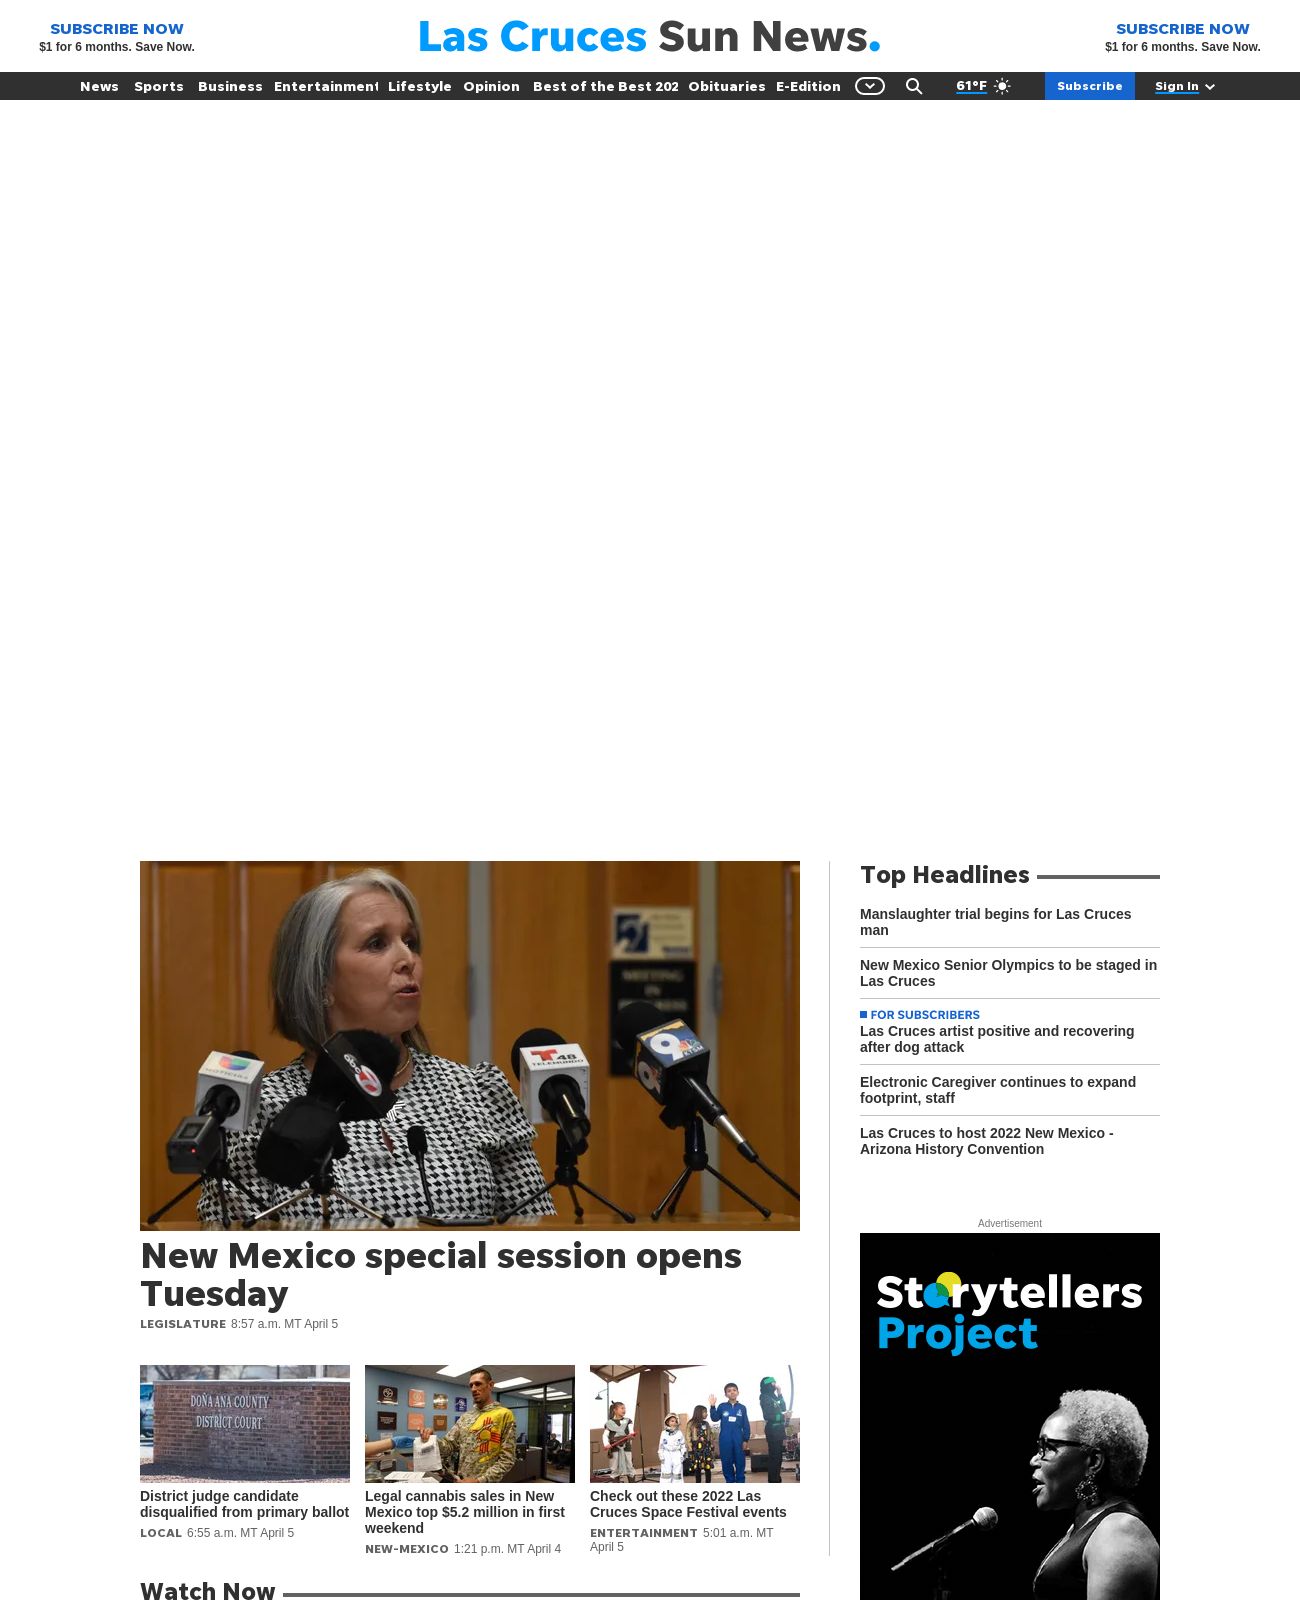 SUBSCRIBE NOW
$1 for 6 months. Save Now.
Las Cruces Sun News.
SUBSCRIBE NOW
$1 for 6 months. Save Now.
News Sports Business Entertainment Lifestyle Opinion Best of the Best 202 Obituaries E-Edition 61°F Subscribe Sign In
MEETING
IN
NOTICIAS
48
TELEMUNDO
9
9
New Mexico special session opens
Tuesday
LEGISLATURE 8:57 a.m. MT April 5
DOÑA ANA COUNTY
DISTRICT COURT
District judge candidate
disqualified from primary ballot
LOCAL 6:55 a.m. MT April 5
Legal cannabis sales in New
Mexico top $5.2 million in first
weekend
NEW-MEXICO 1:21 p.m. MT April 4
Check out these 2022 Las
Cruces Space Festival events
ENTERTAINMENT 5:01 a.m. MT
April 5
Watch Now
Top Headlines
Manslaughter trial begins for Las Cruces
man
New Mexico Senior Olympics to be staged in
Las Cruces
FOR SUBSCRIBERS
Las Cruces artist positive and recovering
after dog attack
Electronic Caregiver continues to expand
footprint, staff
Las Cruces to host 2022 New Mexico -
Arizona History Convention
Advertisement
Storytellers
Project